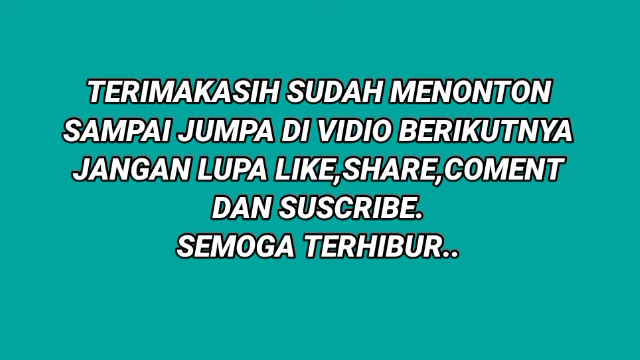 TERIMAKASIH SUDAH MENONTON
SAMPAI JUMPA DI VIDIO BERIKUTNYA
JANGAN LUPA LIKE,SHARE,COMENT
DAN SUSCRIBE.
SEMOGA TERHIBUR..